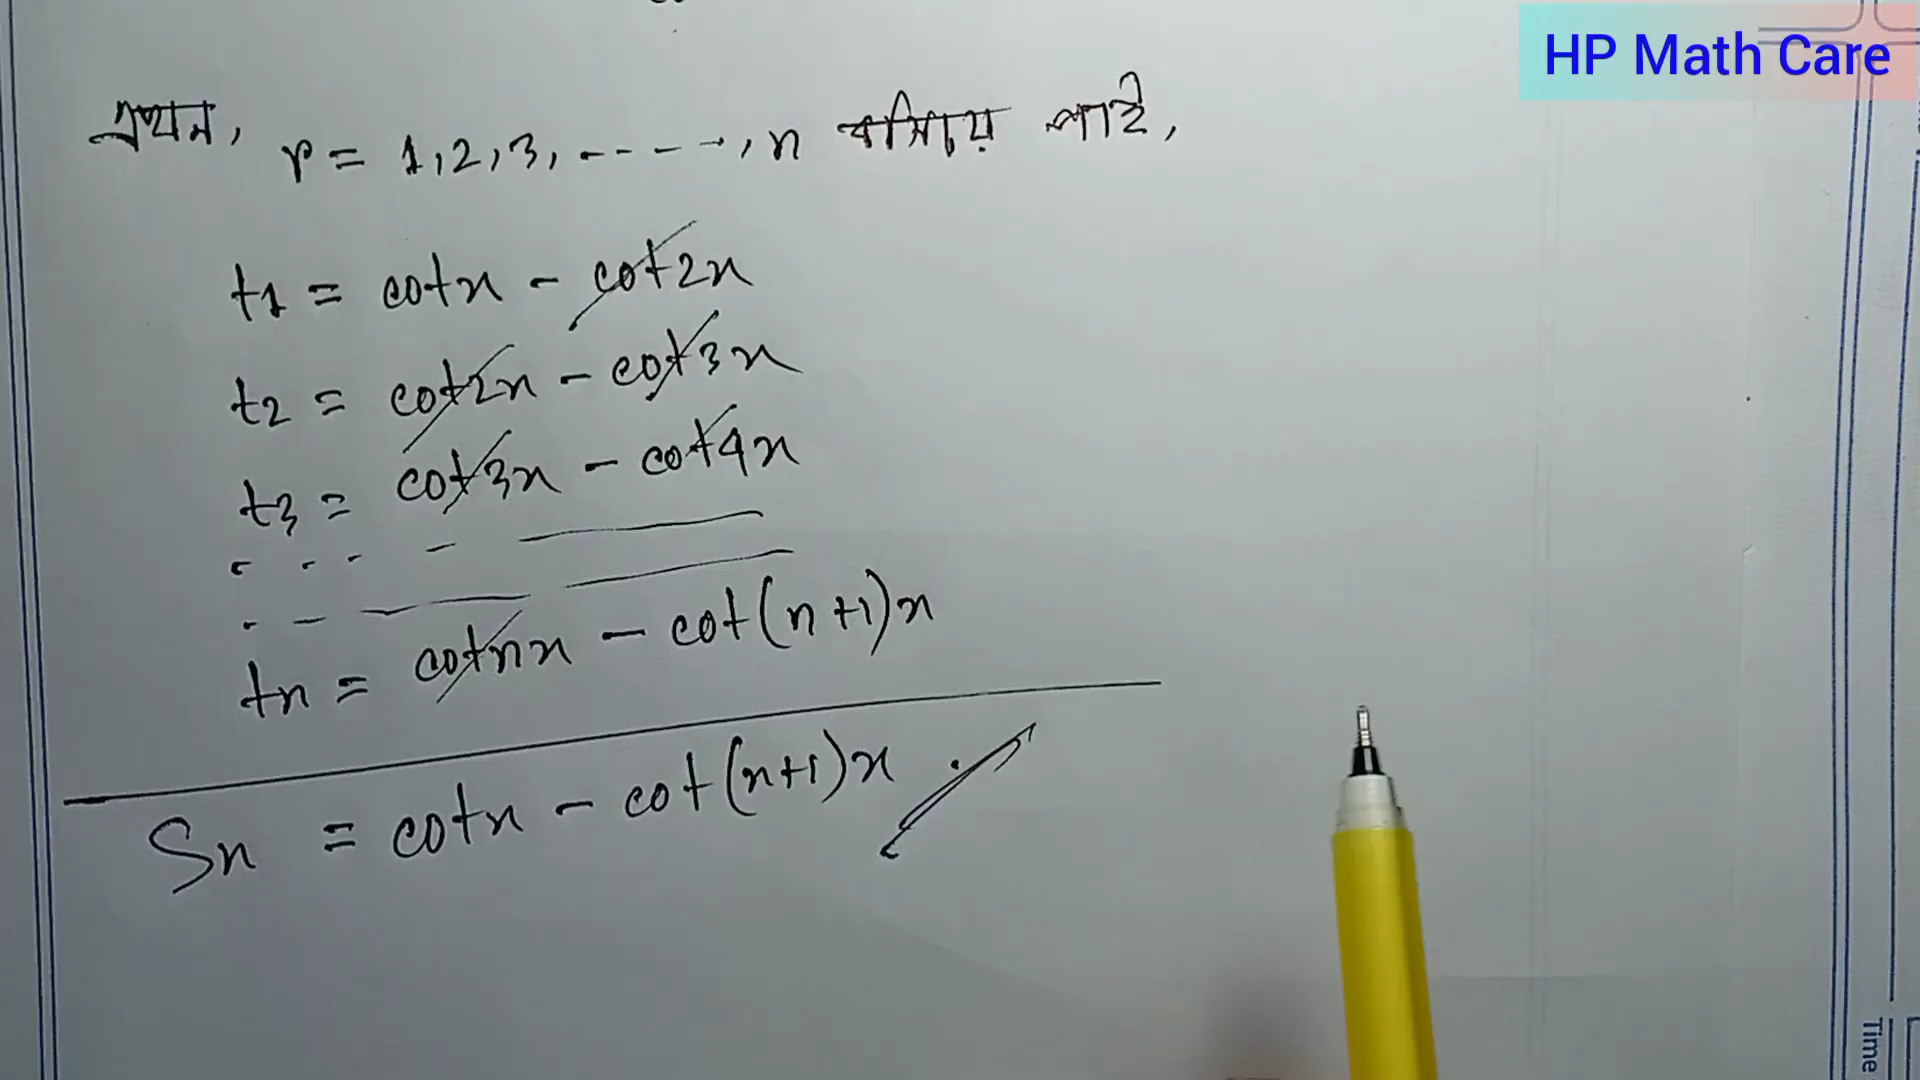 HP Math Care
এখন, r = 1, 2, 3, ------, n বসিয়ে পাই,
t1 = cotx - cot2x
t2 = cot2x - cot3x
t3 = cot3x - cot4x
tn = cotnx - cot(n+1)x
Sn = cotx - cot(n+1)x
Time